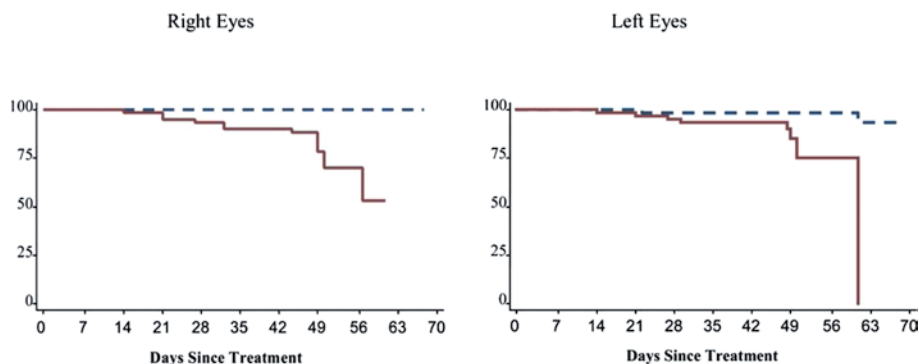 Right Eyes Left Eyes
100 100
75 75
50 50
25 25
0 0
0 7 14 21 28 35 42 49 56 63 70 0 7 14 21 28 35 42 49 56 63 70
Days Since Treatment Days Since Treatment